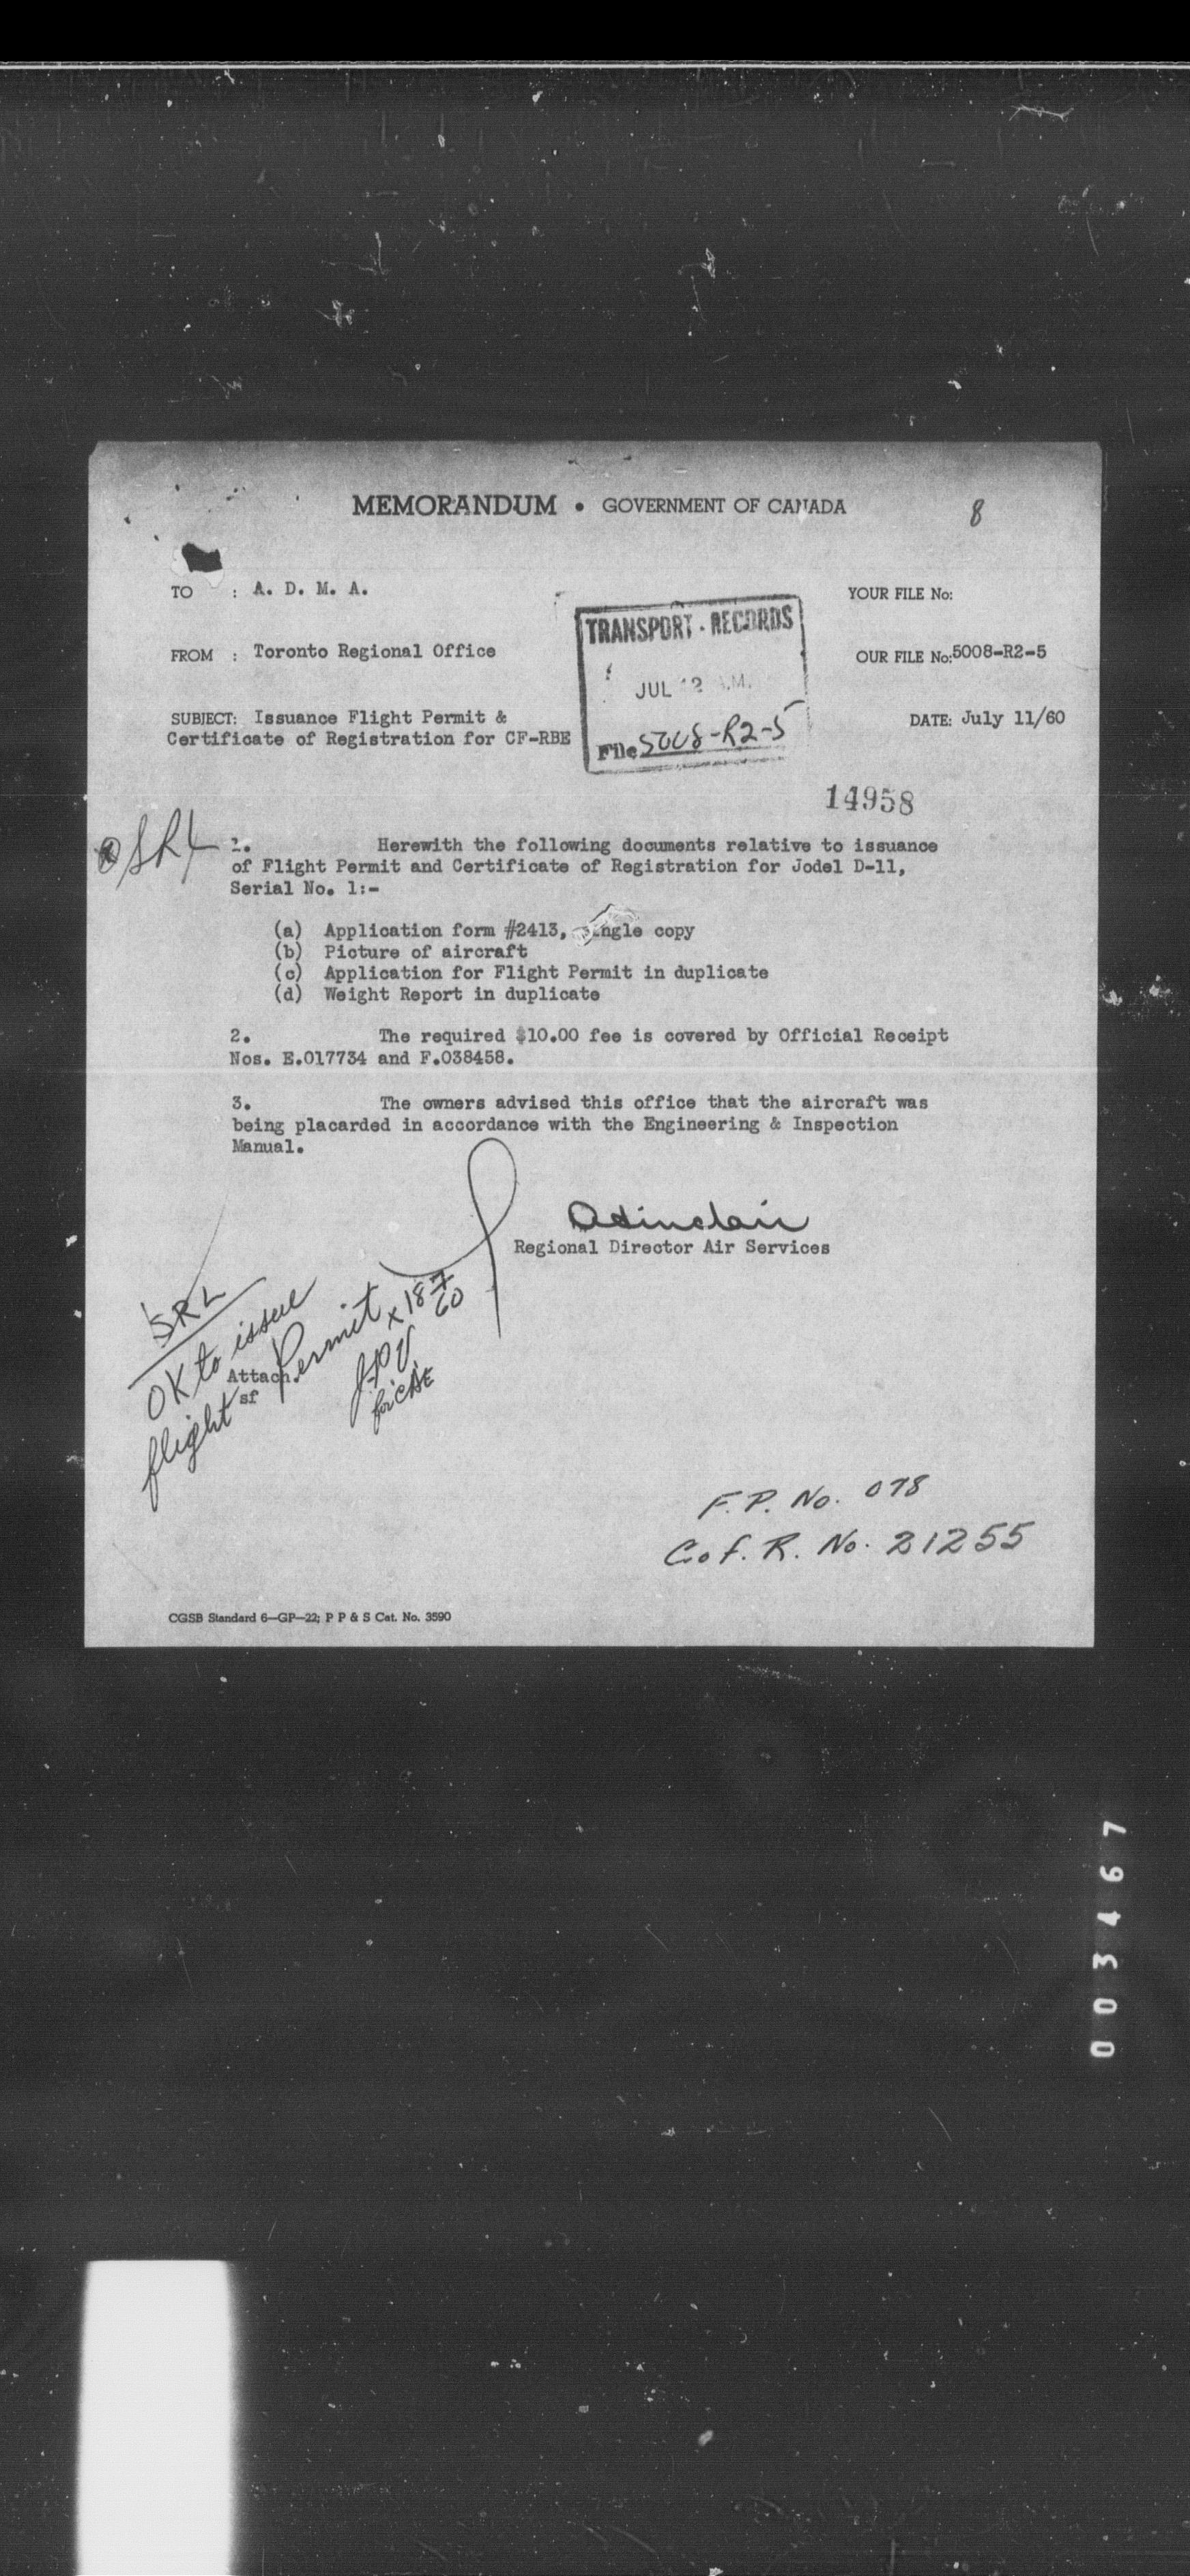 MEMORANDUM • GOVERNMENT OF CANADA
8
TO : A. D. M. A.
YOUR FILE No:
TRANSPORT - RECORDS
JUL 12 A.M.
File 5008-R2-5
FROM : Toronto Regional Office
OUR FILE No: 5008-R2-5
SUBJECT: Issuance Flight Permit &
Certificate of Registration for CF-RBE
DATE: July 11/60
14958
SRL
1. Herewith the following documents relative to issuance
of Flight Permit and Certificate of Registration for Jodel D-11,
Serial No. 1:-
(a) Application form #2413, single copy
(b) Picture of aircraft
(c) Application for Flight Permit in duplicate
(d) Weight Report in duplicate
2. The required $10.00 fee is covered by Official Receipt
Nos. E.017734 and F.038458.
3. The owners advised this office that the aircraft was
being placarded in accordance with the Engineering & Inspection
Manual.
Regional Director Air Services
SRL
OK to issue
flight Permit
18 7/60
for CAE
Attach.
sf
F.P. No. 078
C of. R. No. 21255
CGSB Standard 6—GP—22; P P & S Cat. No. 3590
003467